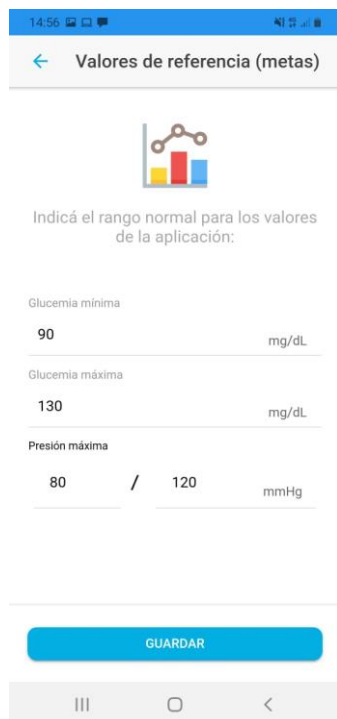 14:56
Valores de referencia (metas)
Indicá el rango normal para los valores
de la aplicación:
Glucemia mínima
90 mg/dL
Glucemia máxima
130 mg/dL
Presión máxima
80 / 120 mmHg
GUARDAR